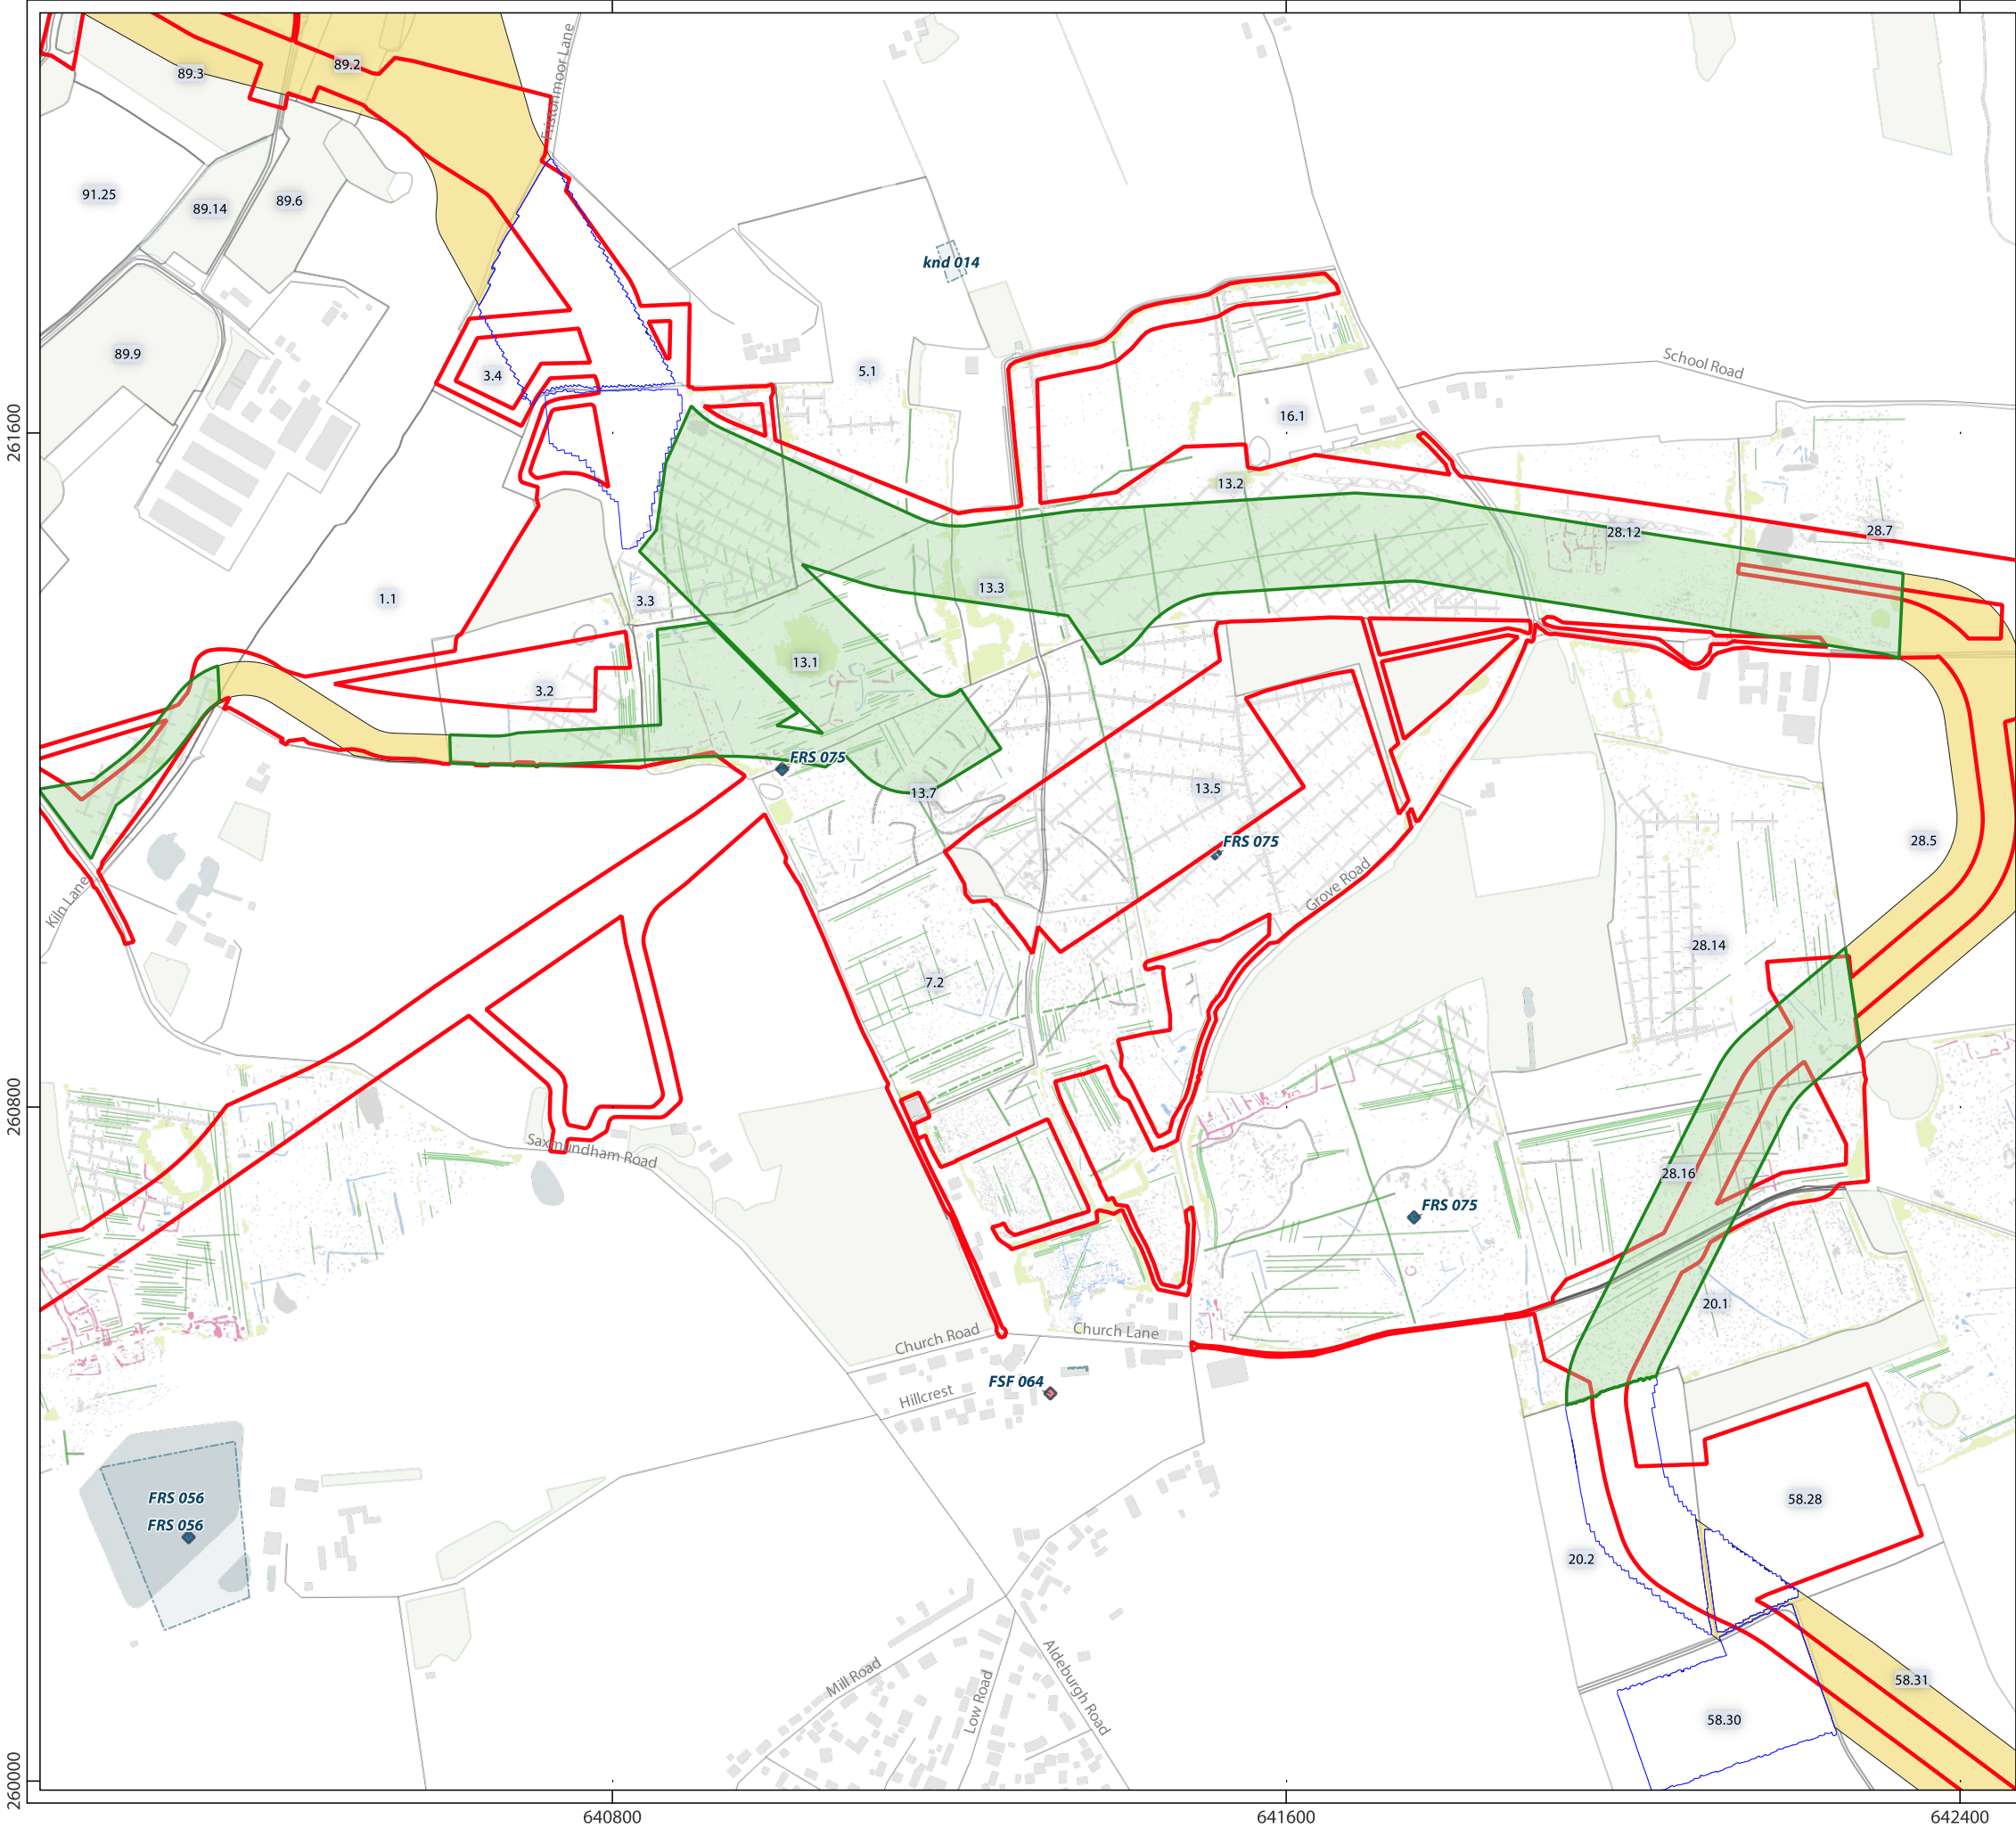 Fristonmoor Lane
89.2
89.3
91.25
89.14
89.6
knd 014
89.9
School Road
5.1
3.4
16.1
13.2
28.7
28.12
13.3
1.1
3.3
13.1
3.2
FRS 075
13.5
13.7
28.5
FRS 075
Grove Road
Kiln Lane
28.14
7.2
Saxmundham Road
28.16
FRS 075
20.1
Church Road
Church Lane
FSF 064
Hillcrest
FRS 056
58.28
FRS 056
20.2
Mill Road
Low Road
Aldeburgh Road
58.31
58.30
261600
260800
260000
640800
641600
642400